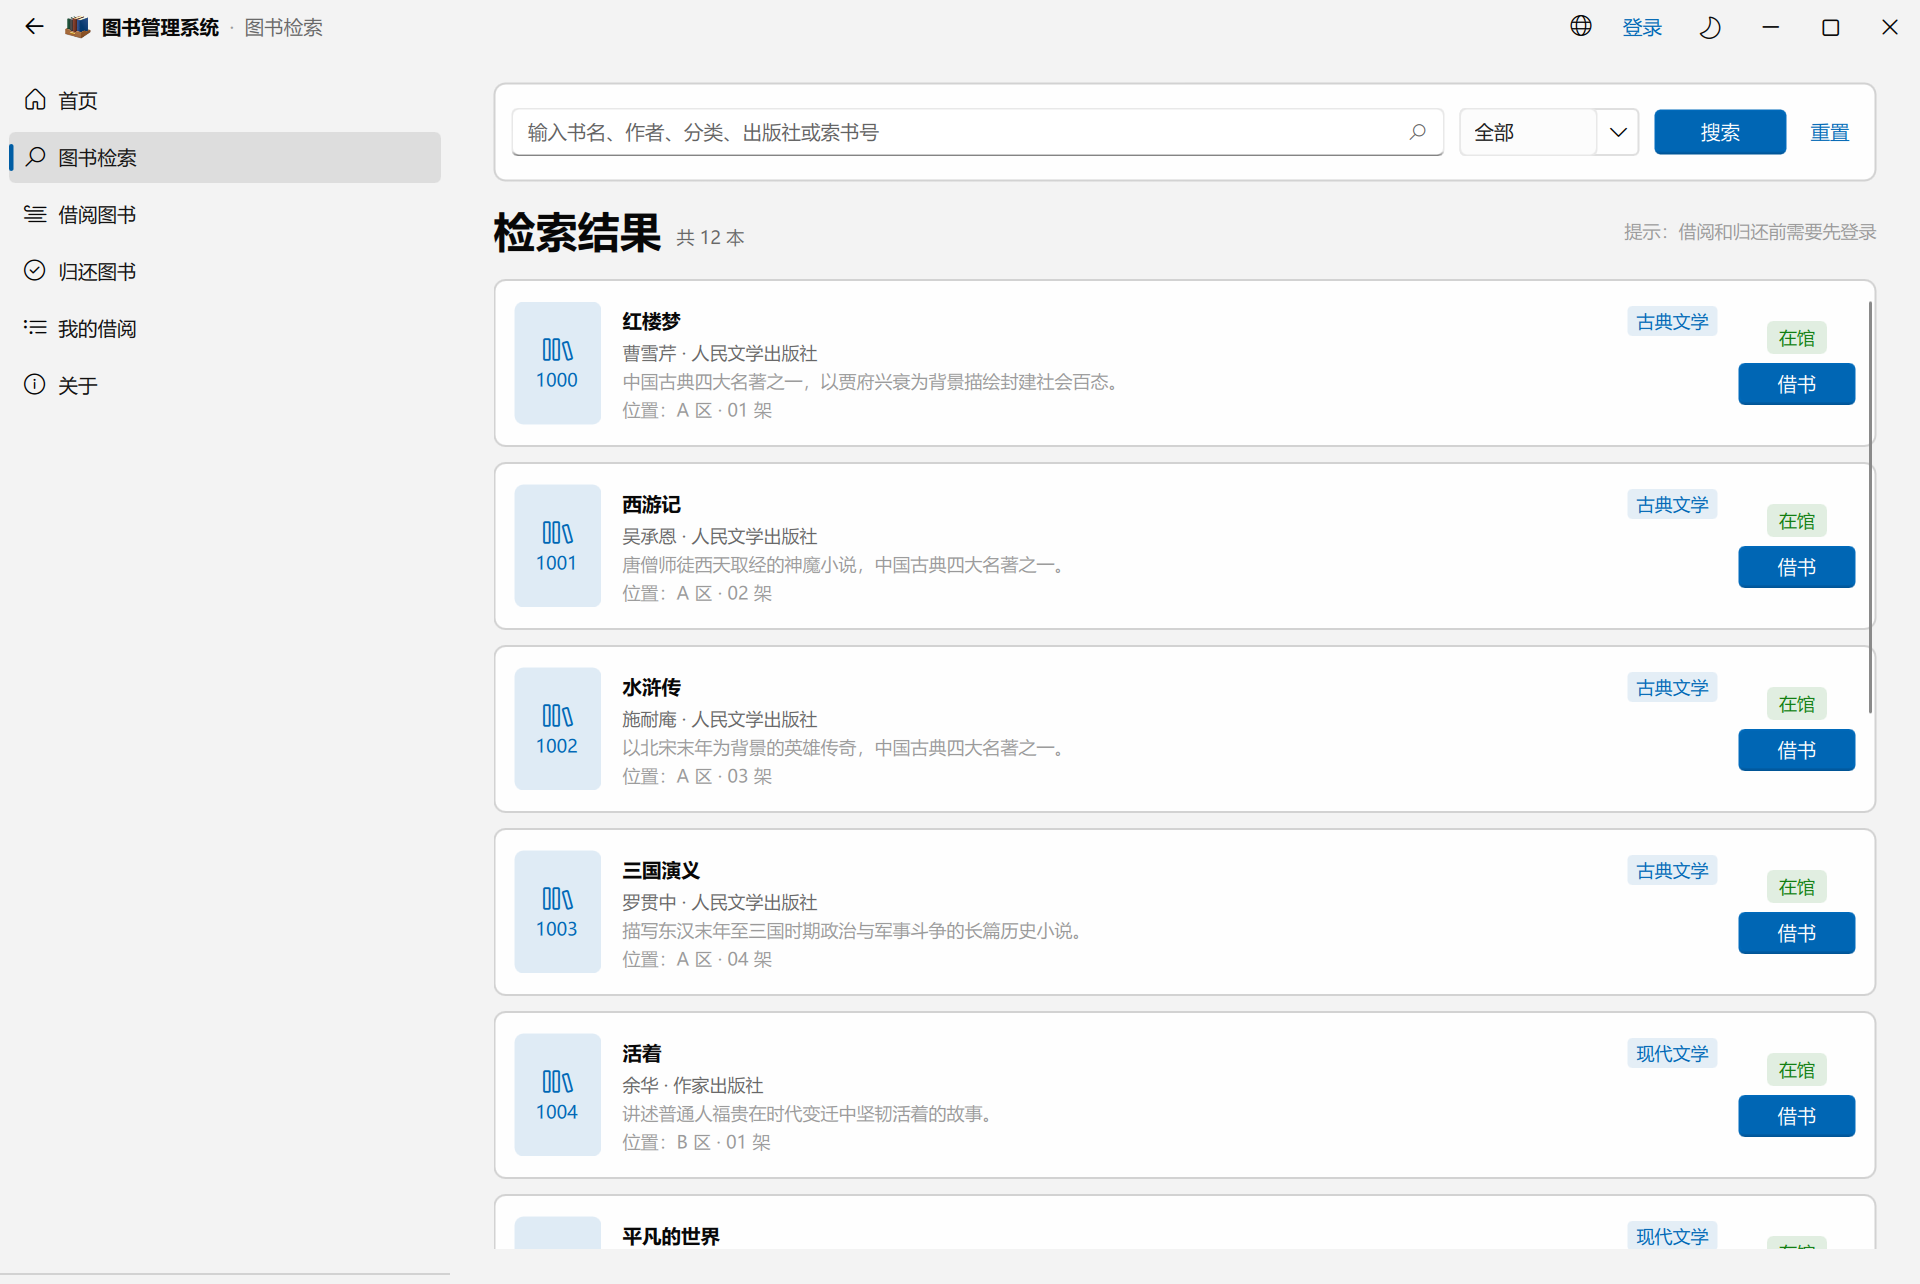 图书管理系统 · 图书检索
登录
首页
图书检索
借阅图书
归还图书
我的借阅
关于
输入书名、作者、分类、出版社或索书号
全部
搜索
重置
检索结果 共 12 本
提示：借阅和归还前需要先登录
1000
红楼梦
曹雪芹 · 人民文学出版社
中国古典四大名著之一，以贾府兴衰为背景描绘封建社会百态。
位置：A 区 · 01 架
古典文学
在馆
借书
1001
西游记
吴承恩 · 人民文学出版社
唐僧师徒西天取经的神魔小说，中国古典四大名著之一。
位置：A 区 · 02 架
古典文学
在馆
借书
1002
水浒传
施耐庵 · 人民文学出版社
以北宋末年为背景的英雄传奇，中国古典四大名著之一。
位置：A 区 · 03 架
古典文学
在馆
借书
1003
三国演义
罗贯中 · 人民文学出版社
描写东汉末年至三国时期政治与军事斗争的长篇历史小说。
位置：A 区 · 04 架
古典文学
在馆
借书
1004
活着
余华 · 作家出版社
讲述普通人福贵在时代变迁中坚韧活着的故事。
位置：B 区 · 01 架
现代文学
在馆
借书
平凡的世界
现代文学